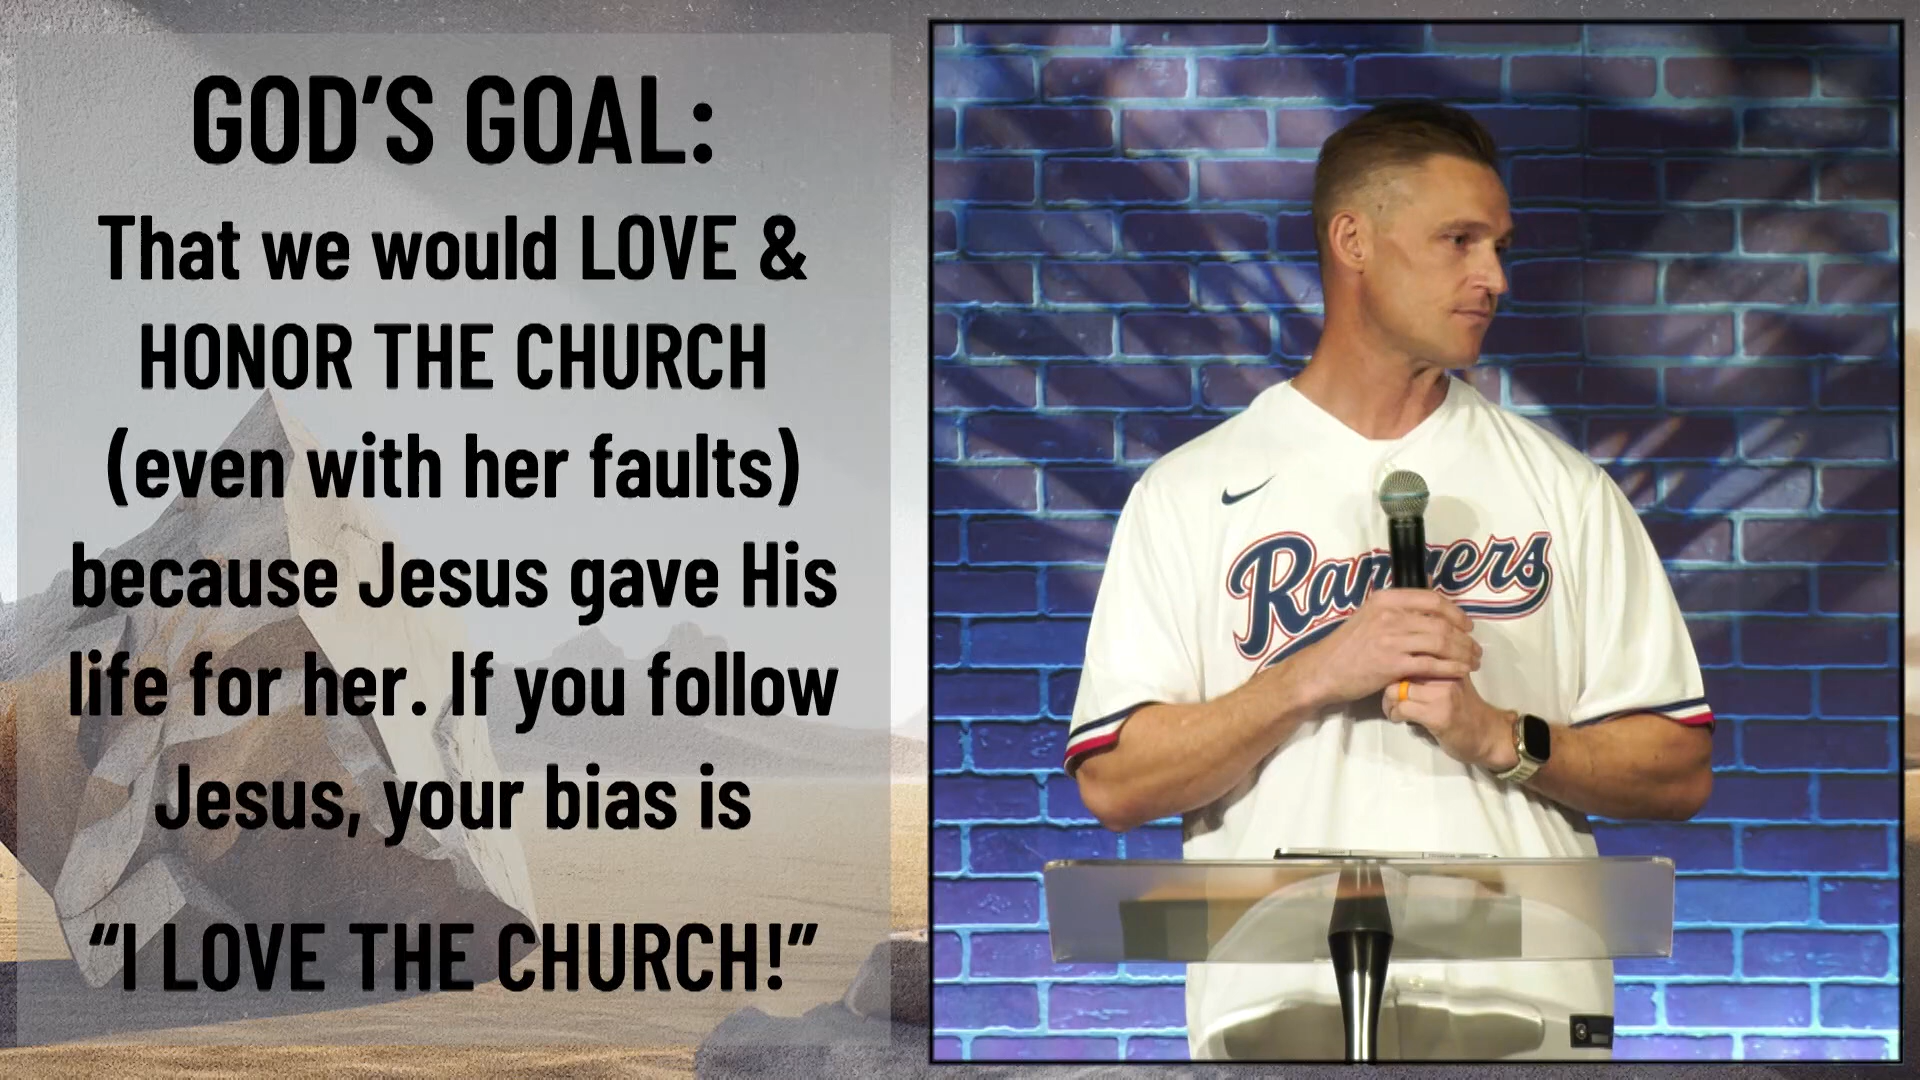 GOD’S GOAL:
That we would LOVE &
HONOR THE CHURCH
(even with her faults)
because Jesus gave His
life for her. If you follow
Jesus, your bias is
“I LOVE THE CHURCH!”
Rangers